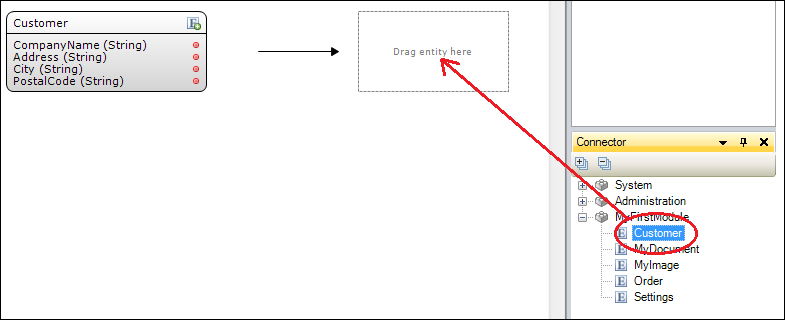 Customer
CompanyName (String)
Address (String)
City (String)
PostalCode (String)
Drag entity here
Connector
System
Administration
MyFirstModule
Customer
MyDocument
MyImage
Order
Settings